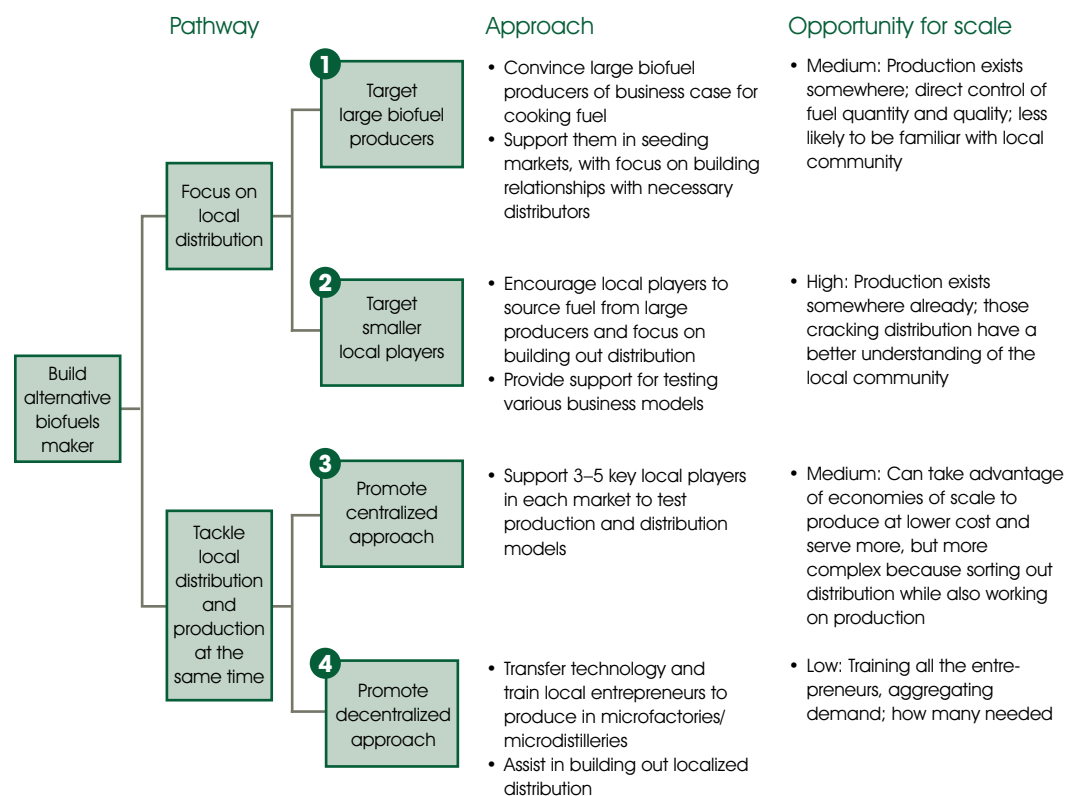 Pathway
Approach
Opportunity for scale
Build
alternative
biofuels
maker
Focus on
local
distribution
1
Target
large biofuel
producers
• Convince large biofuel
producers of business case for
cooking fuel
• Support them in seeding
markets, with focus on building
relationships with necessary
distributors
• Medium: Production exists
somewhere; direct control of
fuel quantity and quality; less
likely to be familiar with local
community
2
Target
smaller
local players
• Encourage local players to
source fuel from large
producers and focus on
building out distribution
• Provide support for testing
various business models
• High: Production exists
somewhere already; those
cracking distribution have a
better understanding of the
local community
Tackle
local
distribution
and
production
at the
same time
3
Promote
centralized
approach
• Support 3–5 key local players
in each market to test
production and distribution
models
• Medium: Can take advantage
of economies of scale to
produce at lower cost and
serve more, but more
complex because sorting out
distribution while also working
on production
4
Promote
decentralized
approach
• Transfer technology and
train local entrepreneurs to
produce in microfactories/
microdistilleries
• Assist in building out localized
distribution
• Low: Training all the entre-
preneurs, aggregating
demand; how many needed